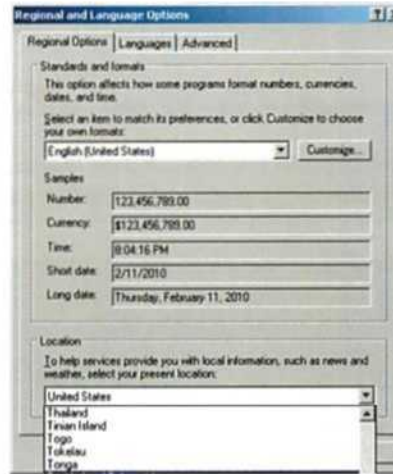 Regional and Language Options
Regional Options Languages Advanced
Standards and formats
This option affects how some programs format numbers, currencies,
dates, and time.
Select an item to match its preferences, or click Customize to choose
your own formats:
English (United States) Customize...
Samples
Number: 123,456,789.00
Currency: $123,456,789.00
Time: 8:04:16 PM
Short date: 2/11/2010
Long date: Thursday, February 11, 2010
Location
To help services provide you with local information, such as news and
weather, select your present location:
United States
Thailand
Tinian Island
Togo
Tokelau
Tonga